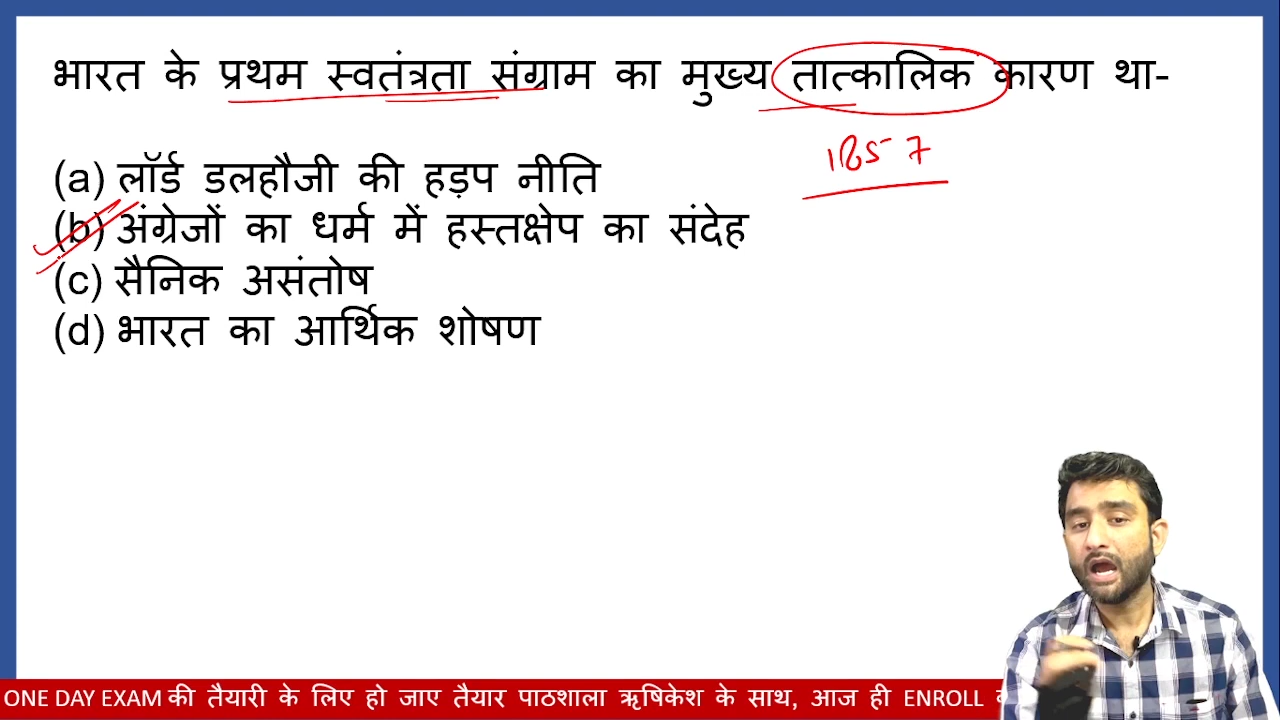 भारत के प्रथम स्वतंत्रता संग्राम का मुख्य तात्कालिक कारण था-
1857
(a) लॉर्ड डलहौजी की हड़प नीति
(b) अंग्रेजों का धर्म में हस्तक्षेप का संदेह
(c) सैनिक असंतोष
(d) भारत का आर्थिक शोषण
ONE DAY EXAM की तैयारी के लिए हो जाए तैयार पाठशाला ऋषिकेश के साथ, आज ही ENROLL